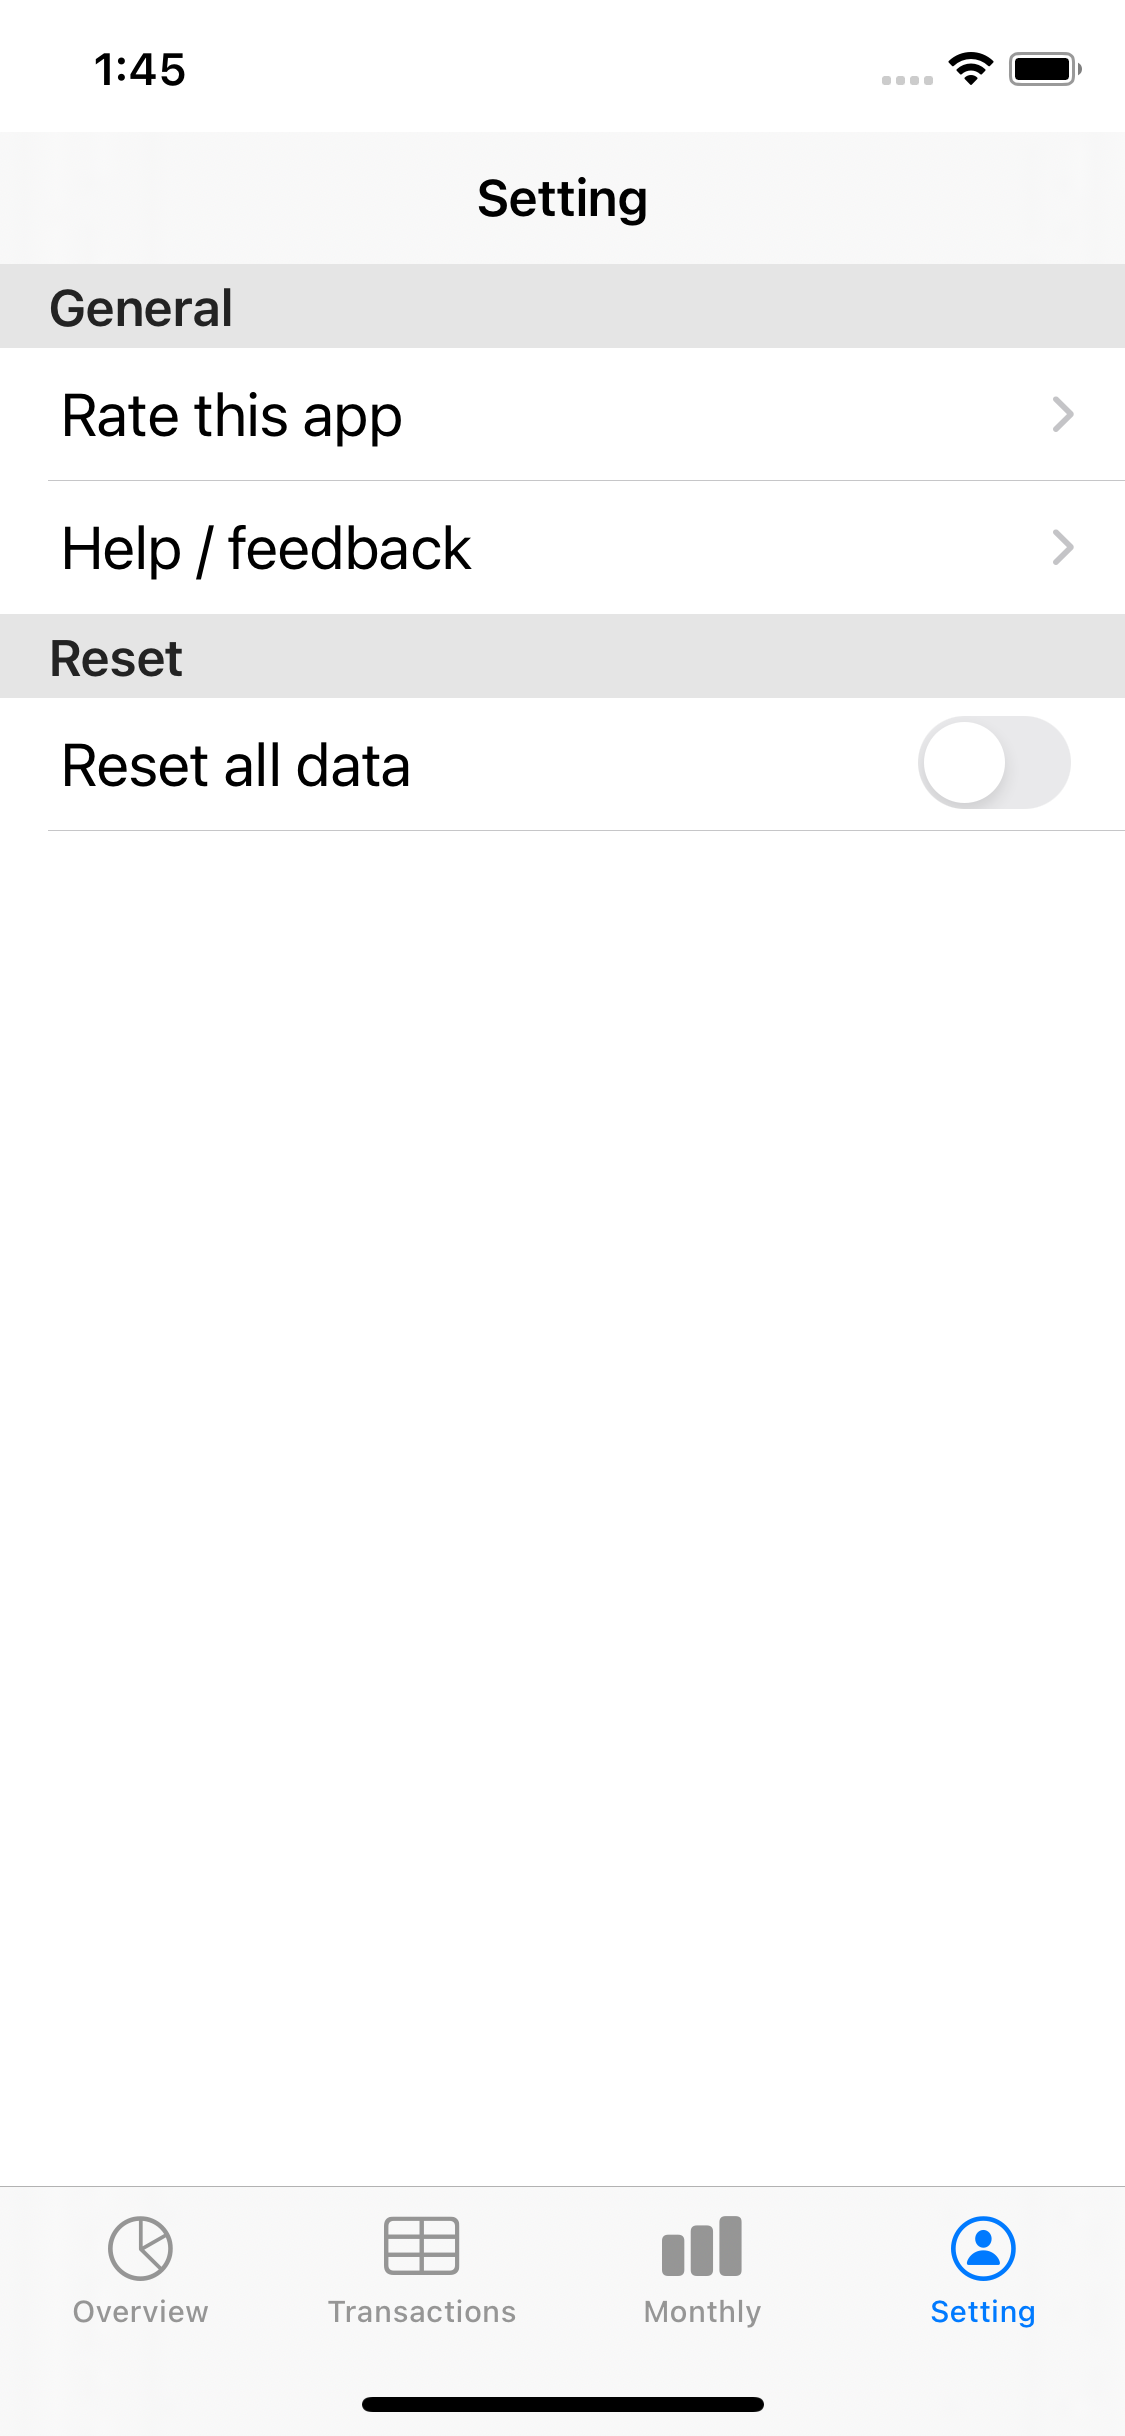 1:45
Setting
General
Rate this app
Help / feedback
Reset
Reset all data
Overview
Transactions
Monthly
Setting